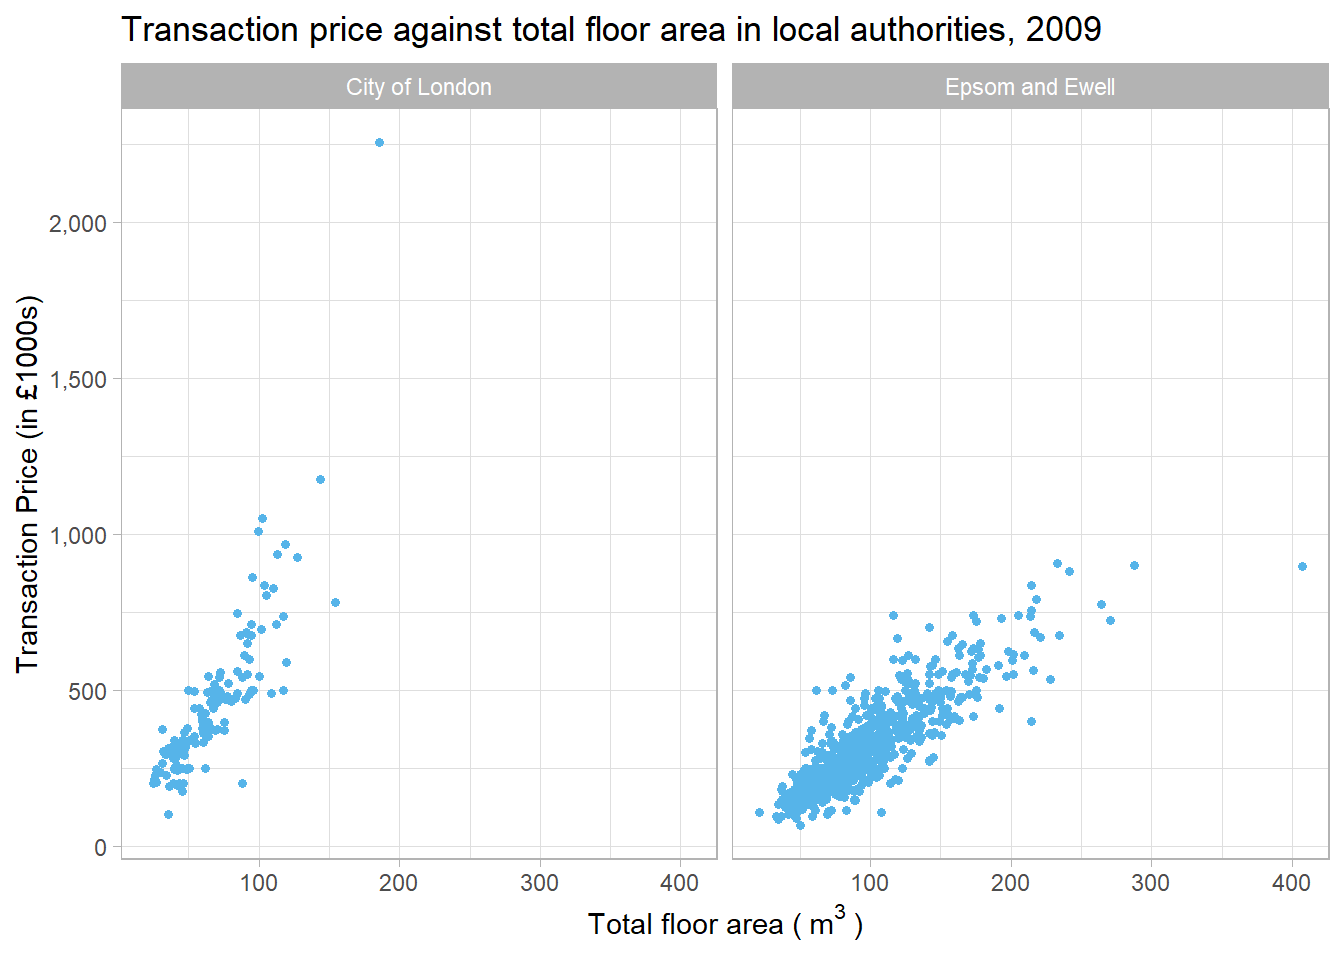 Transaction price against total floor area in local authorities, 2009
City of London
Epsom and Ewell
Transaction Price (in £1000s)
2,000
1,500
1,000
500
0
100 200 300 400
100 200 300 400
Total floor area ( m³ )